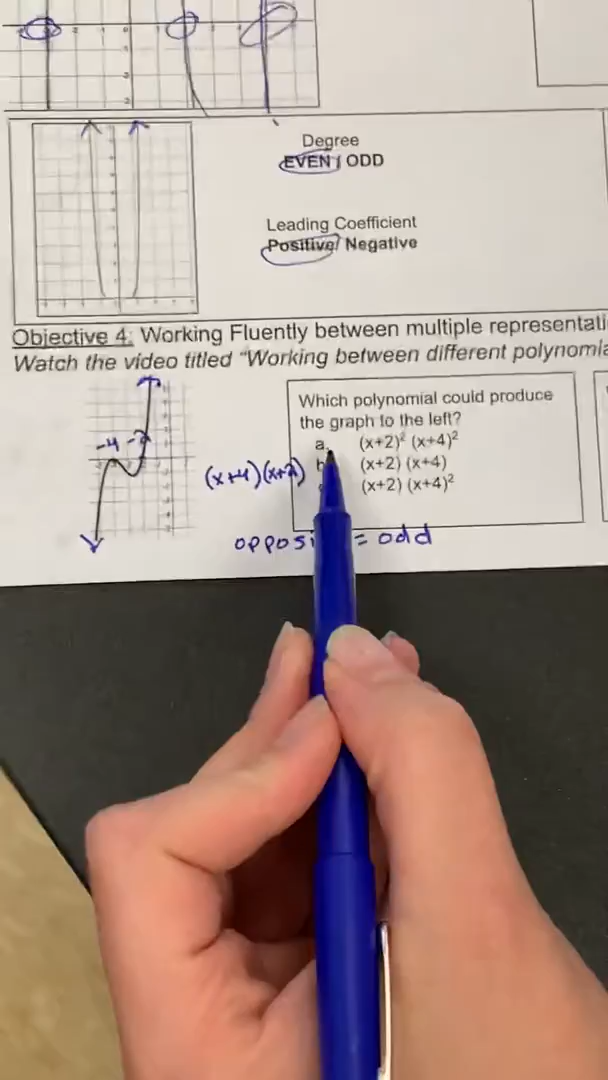 Degree
EVEN / ODD
Leading Coefficient
Positive/ Negative
Objective 4: Working Fluently between multiple representati
Watch the video titled "Working between different polynomia
Which polynomial could produce
the graph to the left?
a. (x+2)² (x+4)²
(x+2) (x+4)
(x+2) (x+4)²
-4 -2
(x+4)(x+2)
opposi = odd